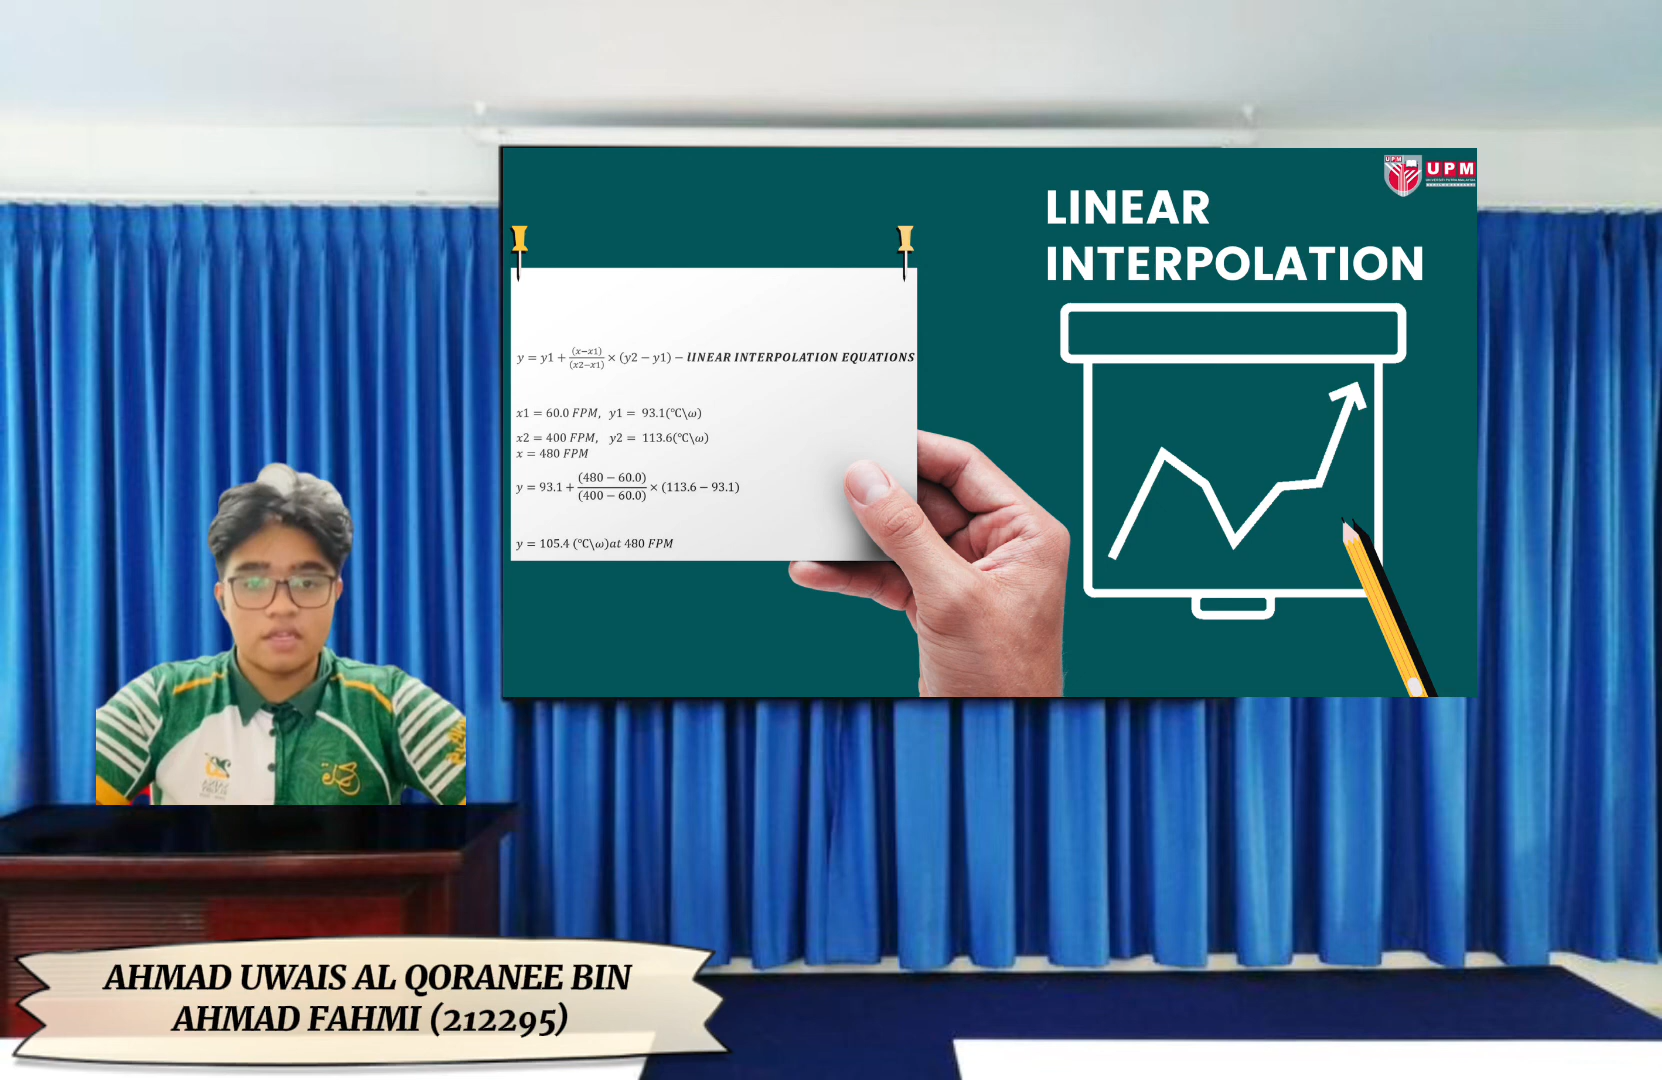 UPM
UPM
LINEAR
INTERPOLATION
y = y1 + (x−x1)/(x2−x1) × (y2 − y1) − lINEAR INTERPOLATION EQUATIONS
x1 = 60.0 FPM, y1 = 93.1(℃\ω)
x2 = 400 FPM, y2 = 113.6(℃\ω)
x = 480 FPM
y = 93.1 + (480 − 60.0)/(400 − 60.0) × (113.6 − 93.1)
y = 105.4 (℃\ω)at 480 FPM
AHMAD UWAIS AL QORANEE BIN
AHMAD FAHMI (212295)